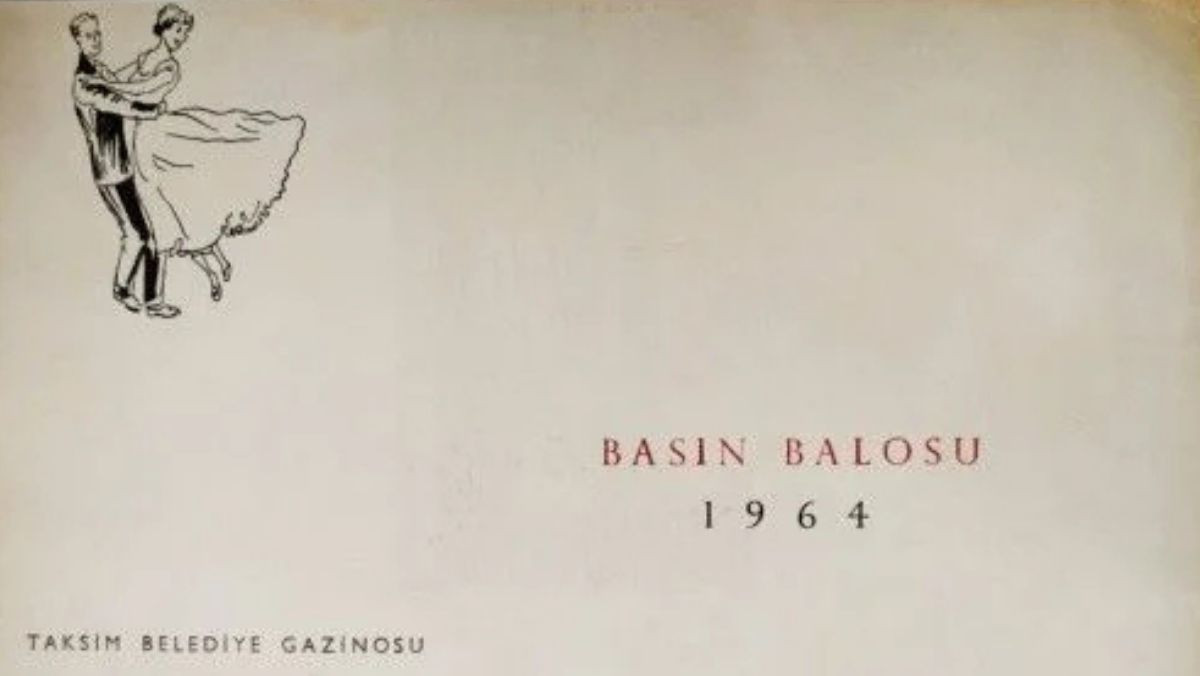 BASIN BALOSU
1964
TAKSİM BELEDİYE GAZİNOSU